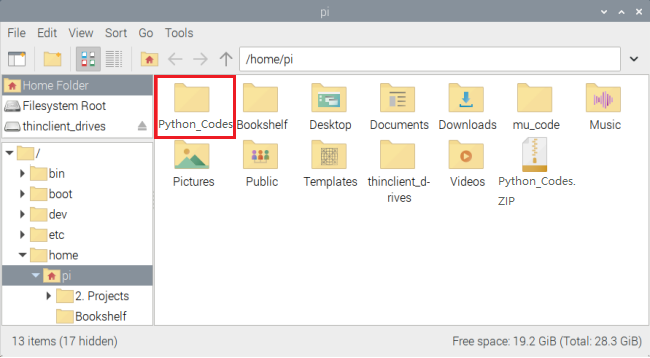 pi
File Edit View Sort Go Tools
/home/pi
Home Folder
Filesystem Root
thinclient_drives
/
bin
boot
dev
etc
home
pi
2. Projects
Bookshelf
Python_Codes Bookshelf Desktop Documents Downloads mu_code Music
Pictures Public Templates thinclient_d-
rives Videos Python_Codes.
ZIP
13 items (17 hidden) Free space: 19.2 GiB (Total: 28.3 GiB)